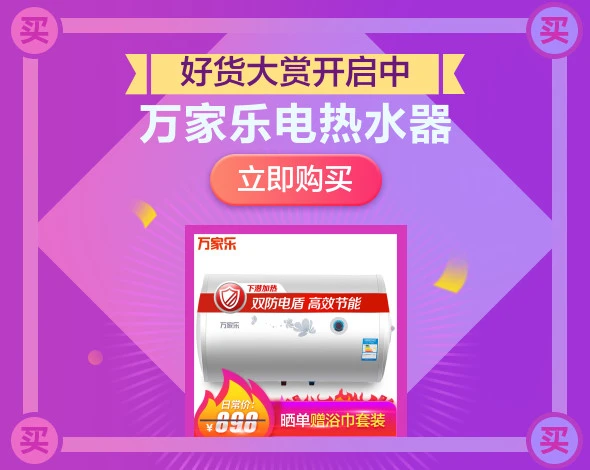 买 买
好货大赏开启中
万家乐电热水器
立即购买
万家乐
下潜加热
双防电盾 高效节能
万家乐
日常价:
¥898
晒单赠浴巾套装
买 买